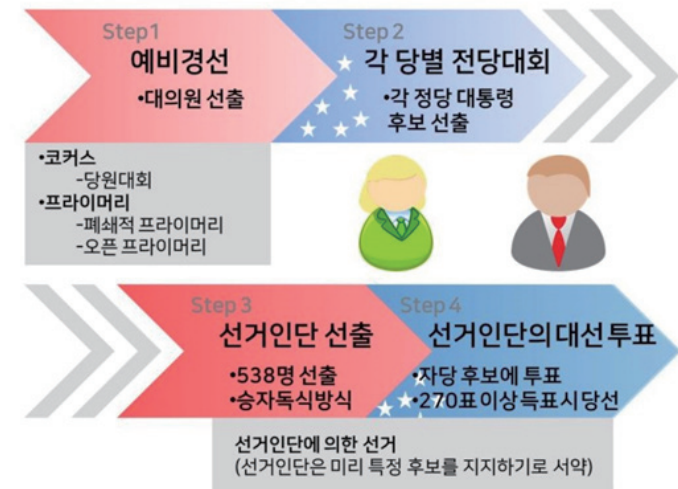 Step1
예비경선
•대의원 선출
Step 2
각 당별 전당대회
•각 정당 대통령
후보 선출
•코커스
-당원대회
•프라이머리
-폐쇄적 프라이머리
-오픈 프라이머리
Step 3
선거인단 선출
•538명 선출
•승자독식방식
Step 4
선거인단의 대선 투표
•자당 후보에 투표
•270표 이상 득표시 당선
선거인단에 의한 선거
(선거인단은 미리 특정 후보를 지지하기로 서약)